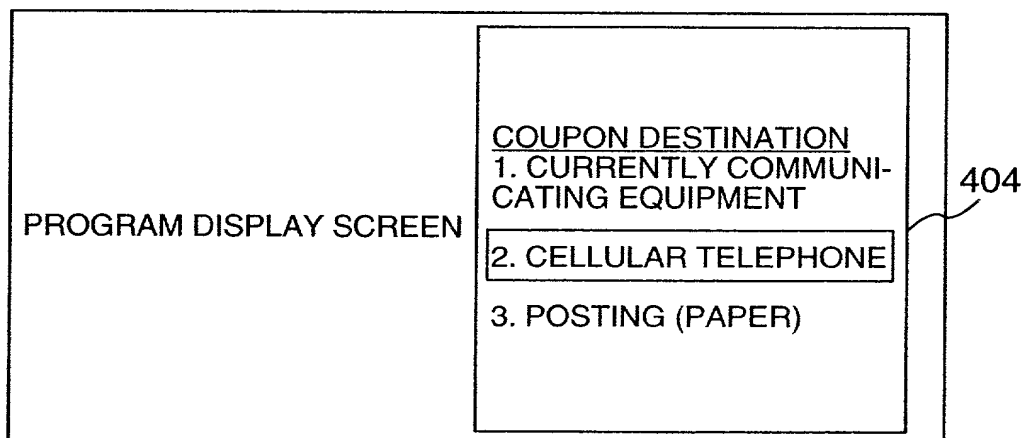 PROGRAM DISPLAY SCREEN
COUPON DESTINATION
1. CURRENTLY COMMUNI-
CATING EQUIPMENT
2. CELLULAR TELEPHONE
3. POSTING (PAPER)
404